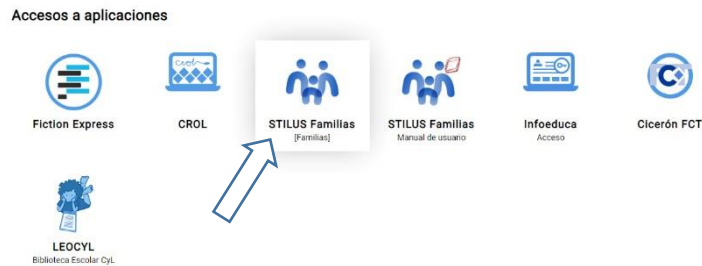 Accesos a aplicaciones
Fiction Express
CROL
STILUS Familias
[Familias]
STILUS Familias
Manual de usuario
Infoeduca
Acceso
Cicerón FCT
LEOCYL
Biblioteca Escolar CyL